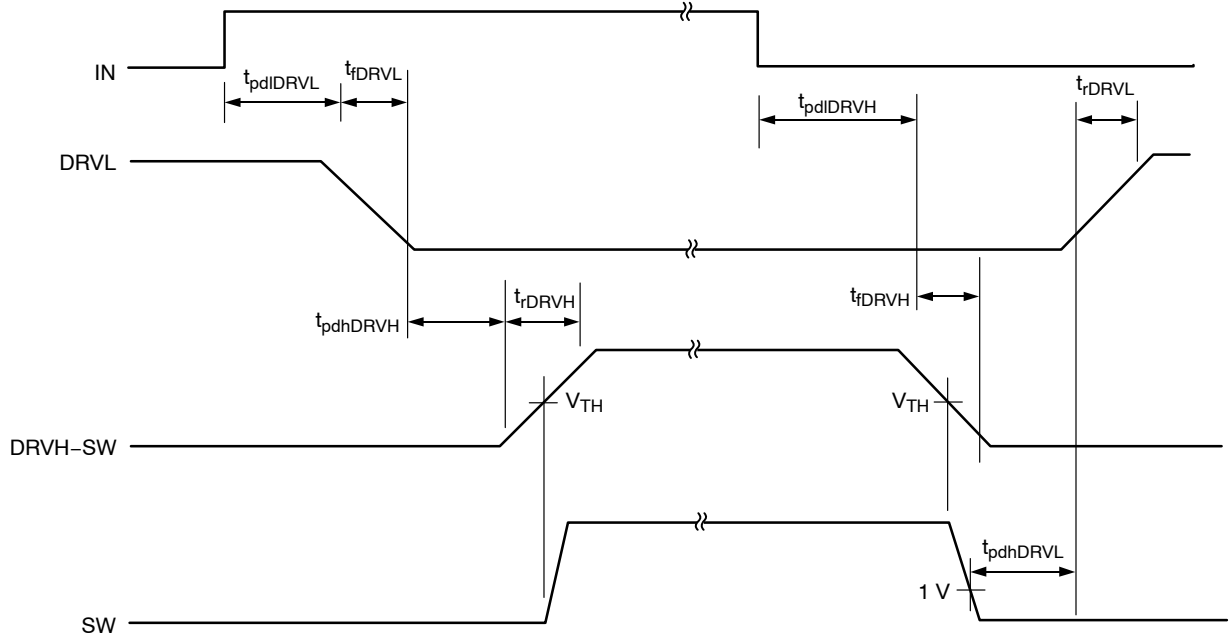 IN
t_pdlDRVL
t_fDRVL
t_pdlDRVH
t_rDRVL
DRVL
t_pdhDRVH
t_rDRVH
t_fDRVH
V_TH
V_TH
DRVH−SW
t_pdhDRVL
1 V
SW